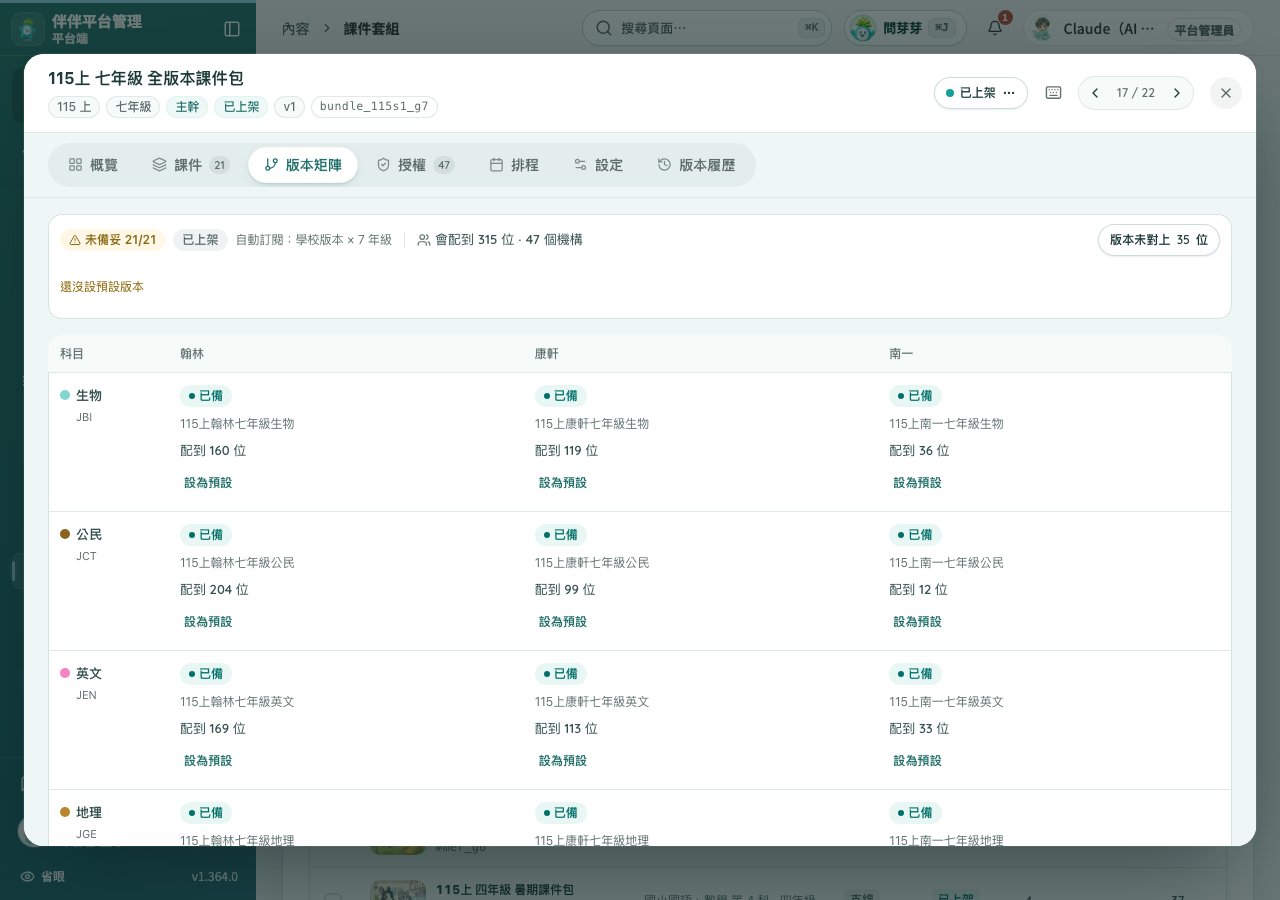 伴伴平台管理
平台端
內容 > 課件套組
搜尋頁面… ⌘K
問芽芽 ⌘J
1
Claude（AI … 平台管理員
115上 七年級 全版本課件包
115 上 七年級 主幹 已上架 v1 bundle_115s1_g7
已上架 …
17 / 22
概覽 課件 21 版本矩陣 授權 47 排程 設定 版本履歷
未備妥 21/21 已上架 自動訂閱：學校版本 × 7 年級 會配到 315 位 · 47 個機構 版本未對上 35 位
還沒設預設版本
科目 翰林 康軒 南一
生物 已備 已備 已備
JBI 115上翰林七年級生物 115上康軒七年級生物 115上南一七年級生物
配到 160 位 配到 119 位 配到 36 位
設為預設 設為預設 設為預設
公民 已備 已備 已備
JCT 115上翰林七年級公民 115上康軒七年級公民 115上南一七年級公民
配到 204 位 配到 99 位 配到 12 位
設為預設 設為預設 設為預設
英文 已備 已備 已備
JEN 115上翰林七年級英文 115上康軒七年級英文 115上南一七年級英文
配到 169 位 配到 113 位 配到 33 位
設為預設 設為預設 設為預設
地理 已備 已備 已備
JGE 115上翰林七年級地理 115上康軒七年級地理 115上南一七年級地理
省眼 v1.364.0
115上 四年級 暑期課件包